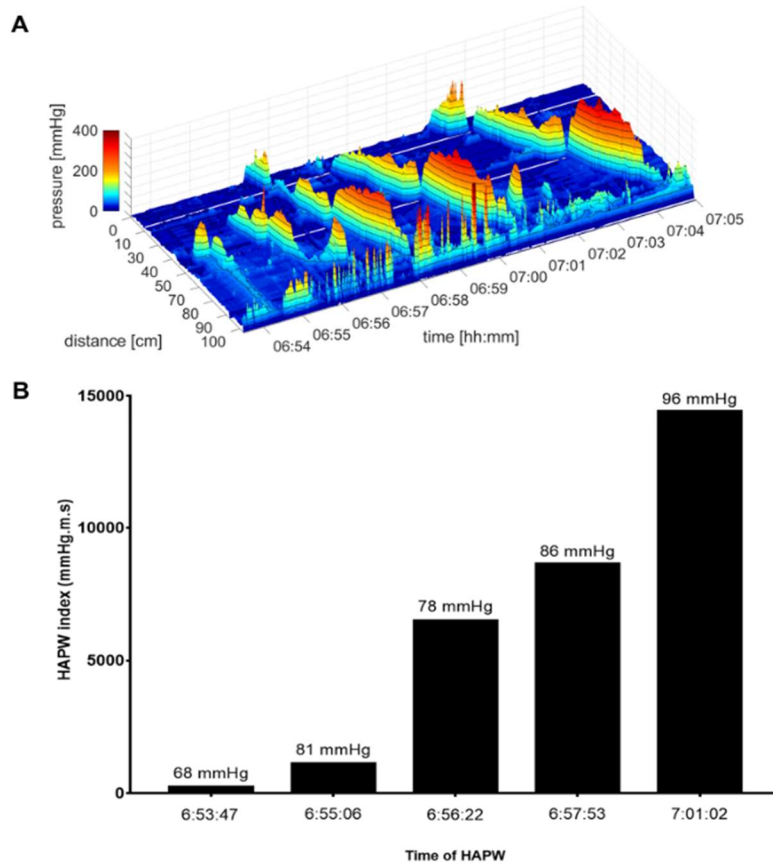 A
pressure [mmHg]
400
200
0
0
10
30
40
50
70
80
90
100
distance [cm]
06:54
06:55
06:56
06:57
06:58
06:59
07:00
07:01
07:02
07:03
07:04
07:05
time [hh:mm]
B
HAPW index (mmHg.m.s)
15000
10000
5000
0
68 mmHg
81 mmHg
78 mmHg
86 mmHg
96 mmHg
6:53:47
6:55:06
6:56:22
6:57:53
7:01:02
Time of HAPW